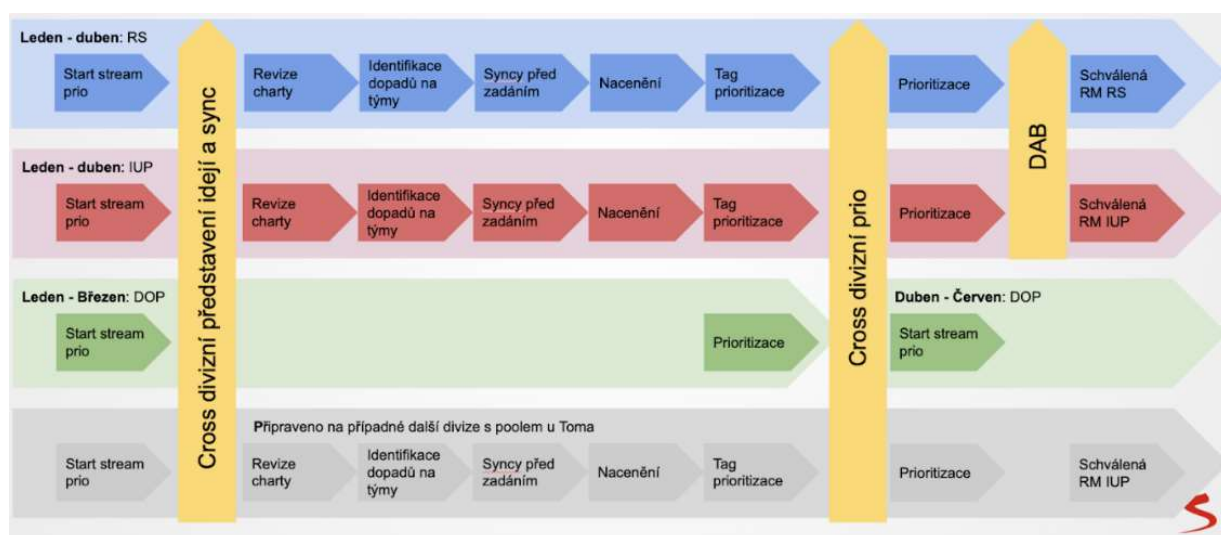 Leden - duben: RS
Start stream
prio
Revize
charty
Identifikace
dopadů na
týmy
Syncy před
zadáním
Nacenění
Tag
prioritizace
Prioritizace
Schválená
RM RS
Cross divizní představení idejí a sync
Cross divizní prio
DAB
Leden - duben: IUP
Start stream
prio
Revize
charty
Identifikace
dopadů na
týmy
Syncy před
zadáním
Nacenění
Tag
prioritizace
Prioritizace
Schválená
RM IUP
Leden - Březen: DOP
Start stream
prio
Prioritizace
Duben - Červen: DOP
Start stream
prio
Připraveno na případné další divize s poolem u Toma
Start stream
prio
Revize
charty
Identifikace
dopadů na
týmy
Syncy před
zadáním
Nacenění
Tag
prioritizace
Prioritizace
Schválená
RM IUP